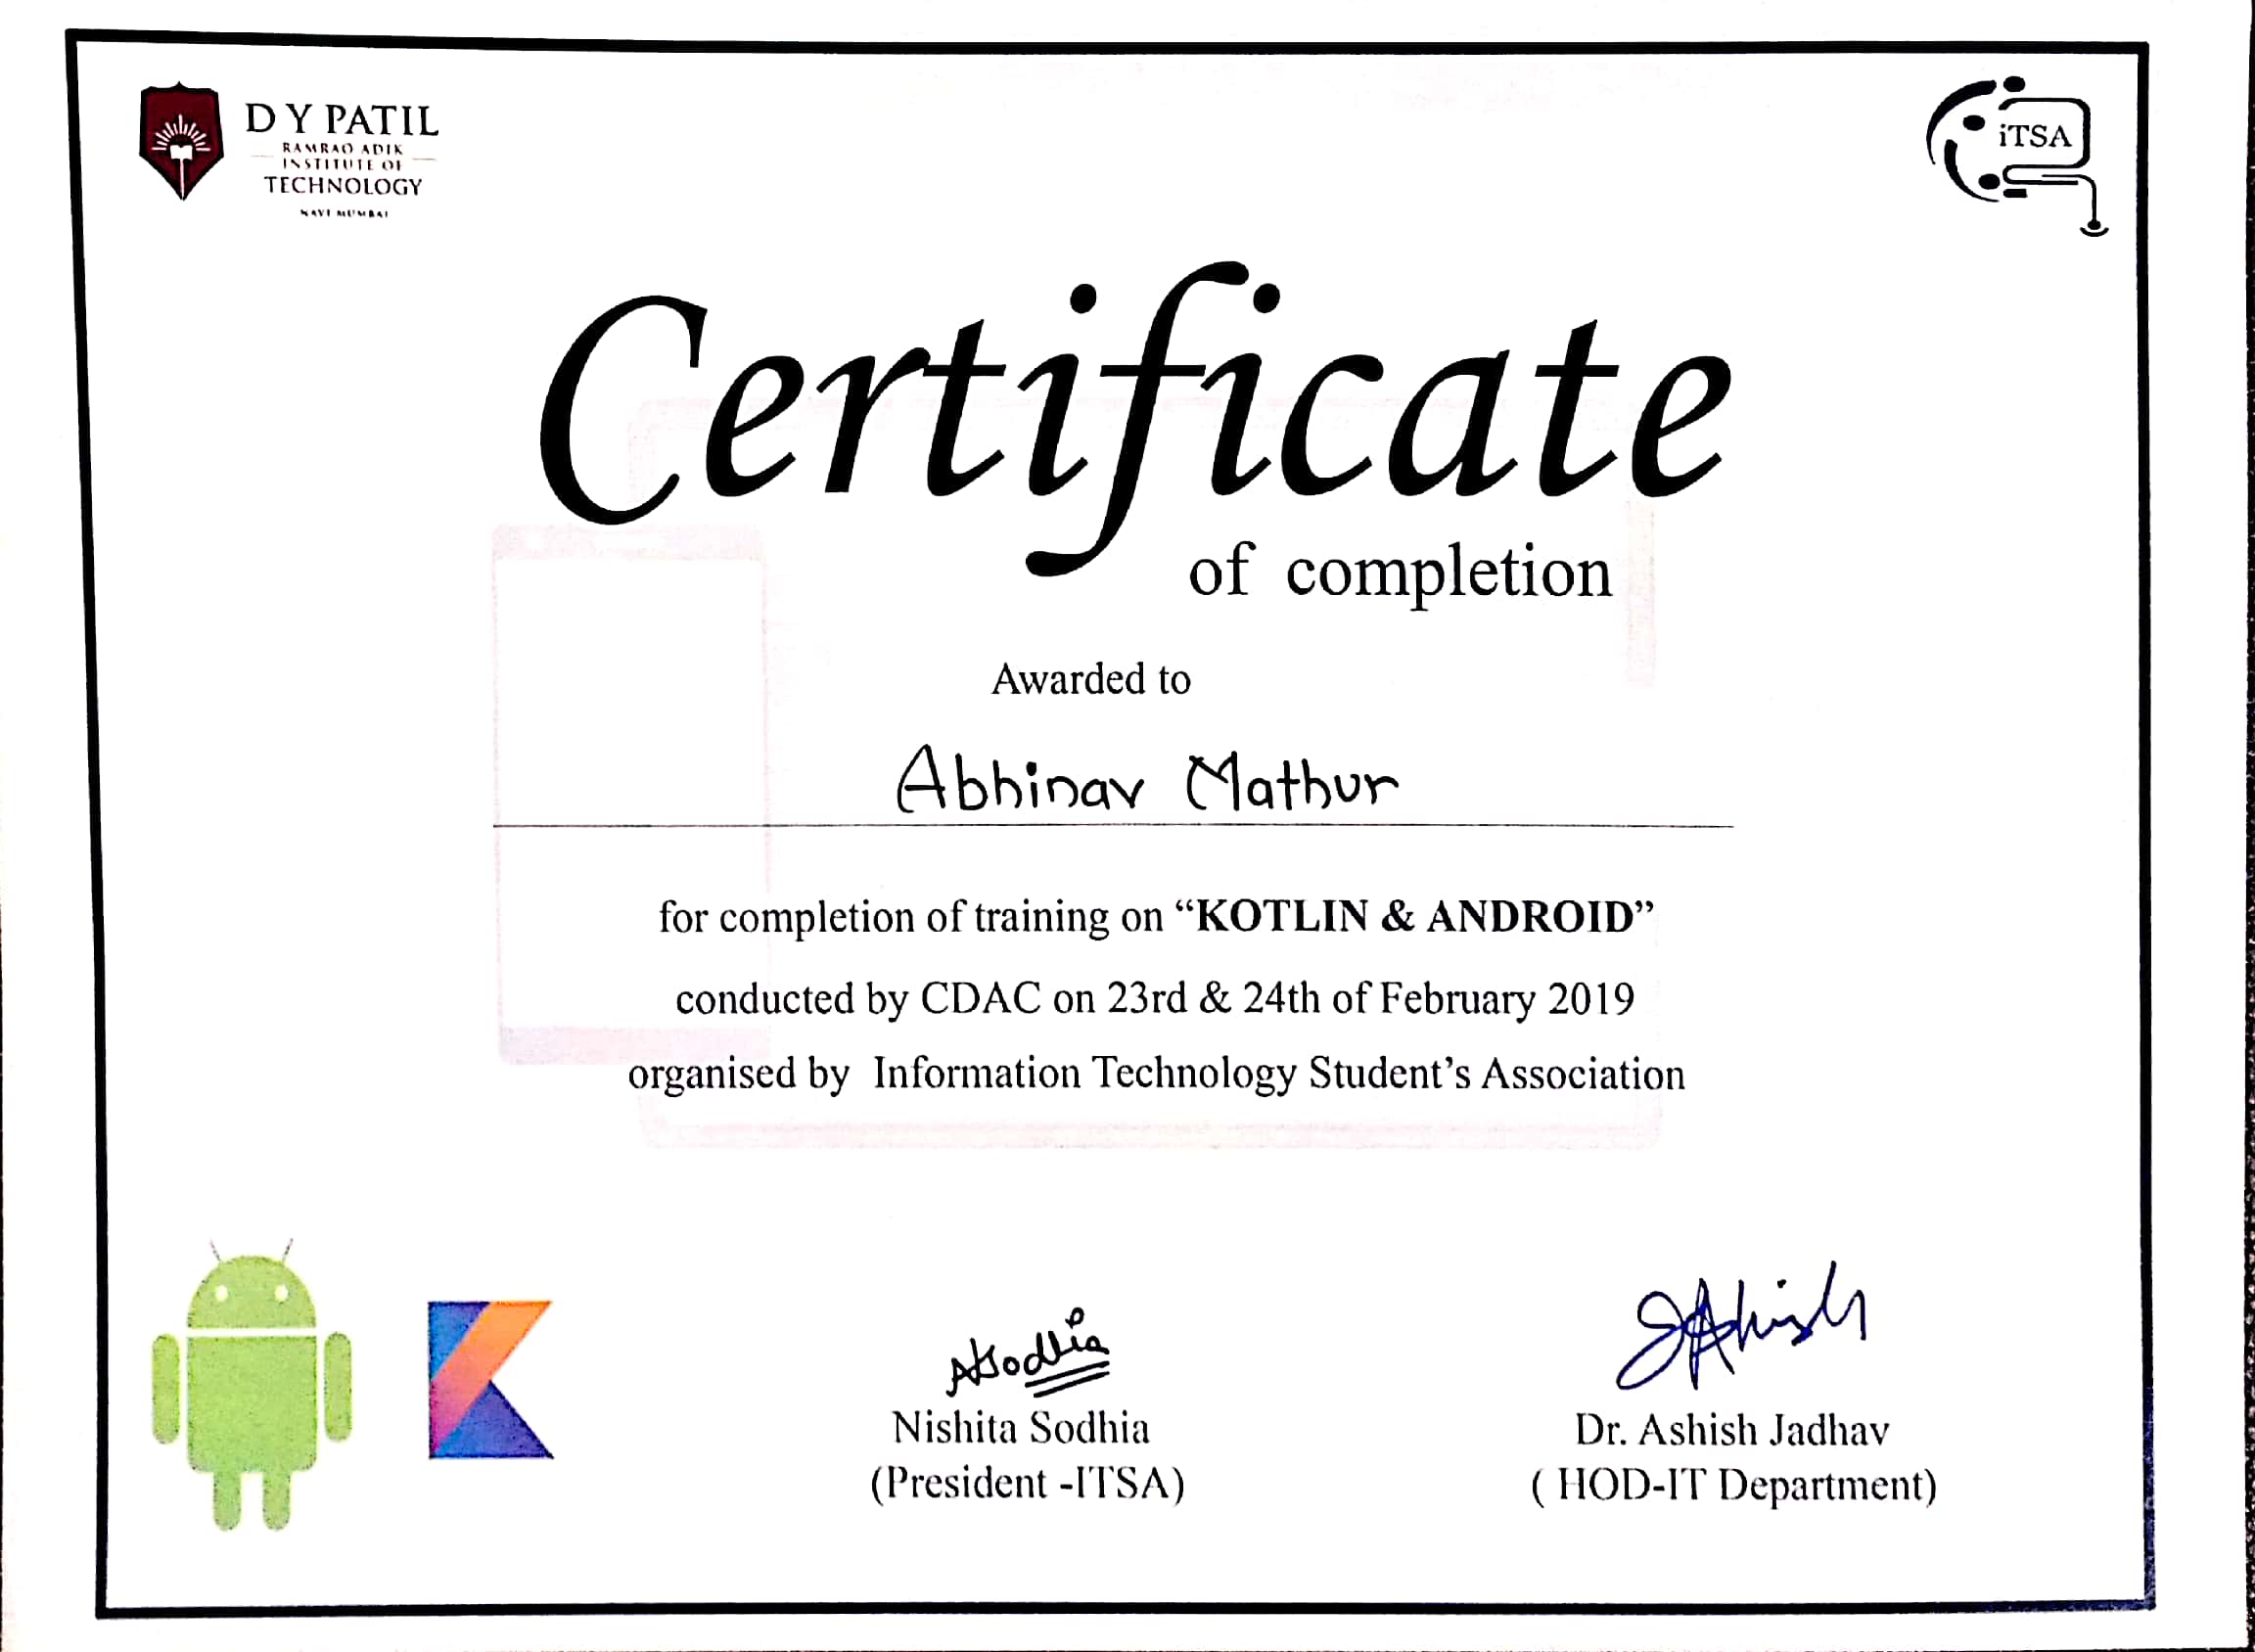 D Y PATIL
RAMRAO ADIK
INSTITUTE OF
TECHNOLOGY
NAVI MUMBAI
iTSA
Certificate
of completion
Awarded to
Abhinav Mathur
for completion of training on “KOTLIN & ANDROID”
conducted by CDAC on 23rd & 24th of February 2019
organised by Information Technology Student’s Association
Nishita Sodhia
(President -ITSA)
Dr. Ashish Jadhav
( HOD-IT Department)